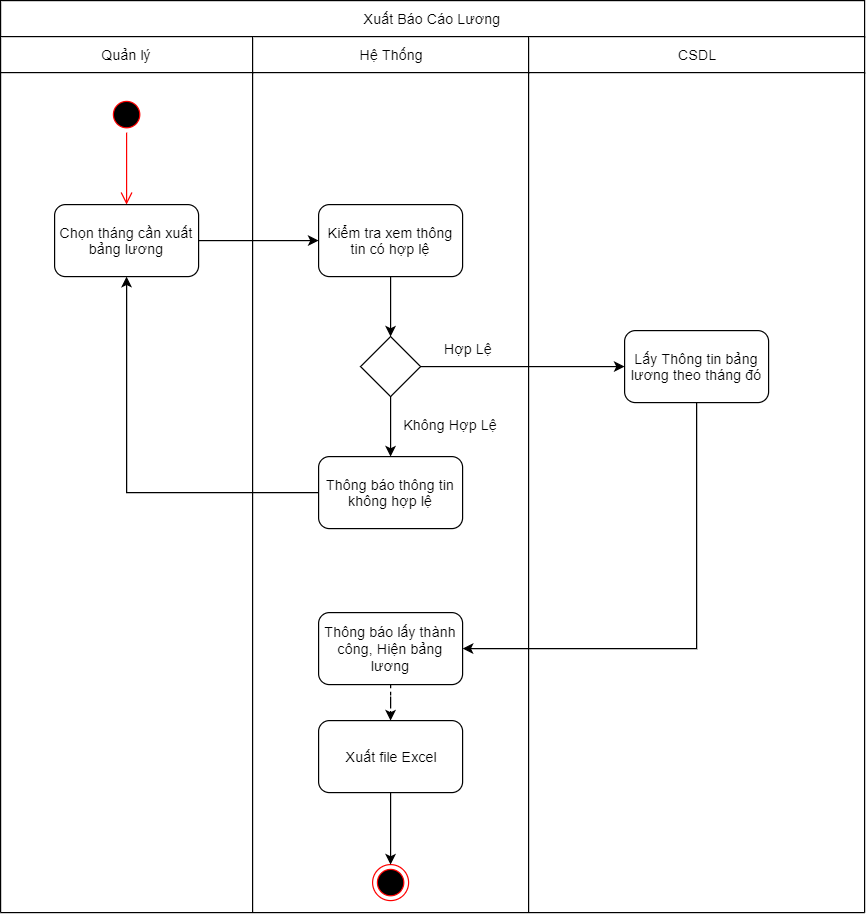 Xuất Báo Cáo Lương
Quản lý
Hệ Thống
CSDL
Chọn tháng cần xuất
bảng lương
Kiểm tra xem thông
tin có hợp lệ
Hợp Lệ
Lấy Thông tin bảng
lương theo tháng đó
Không Hợp Lệ
Thông báo thông tin
không hợp lệ
Thông báo lấy thành
công, Hiện bảng
lương
Xuất file Excel